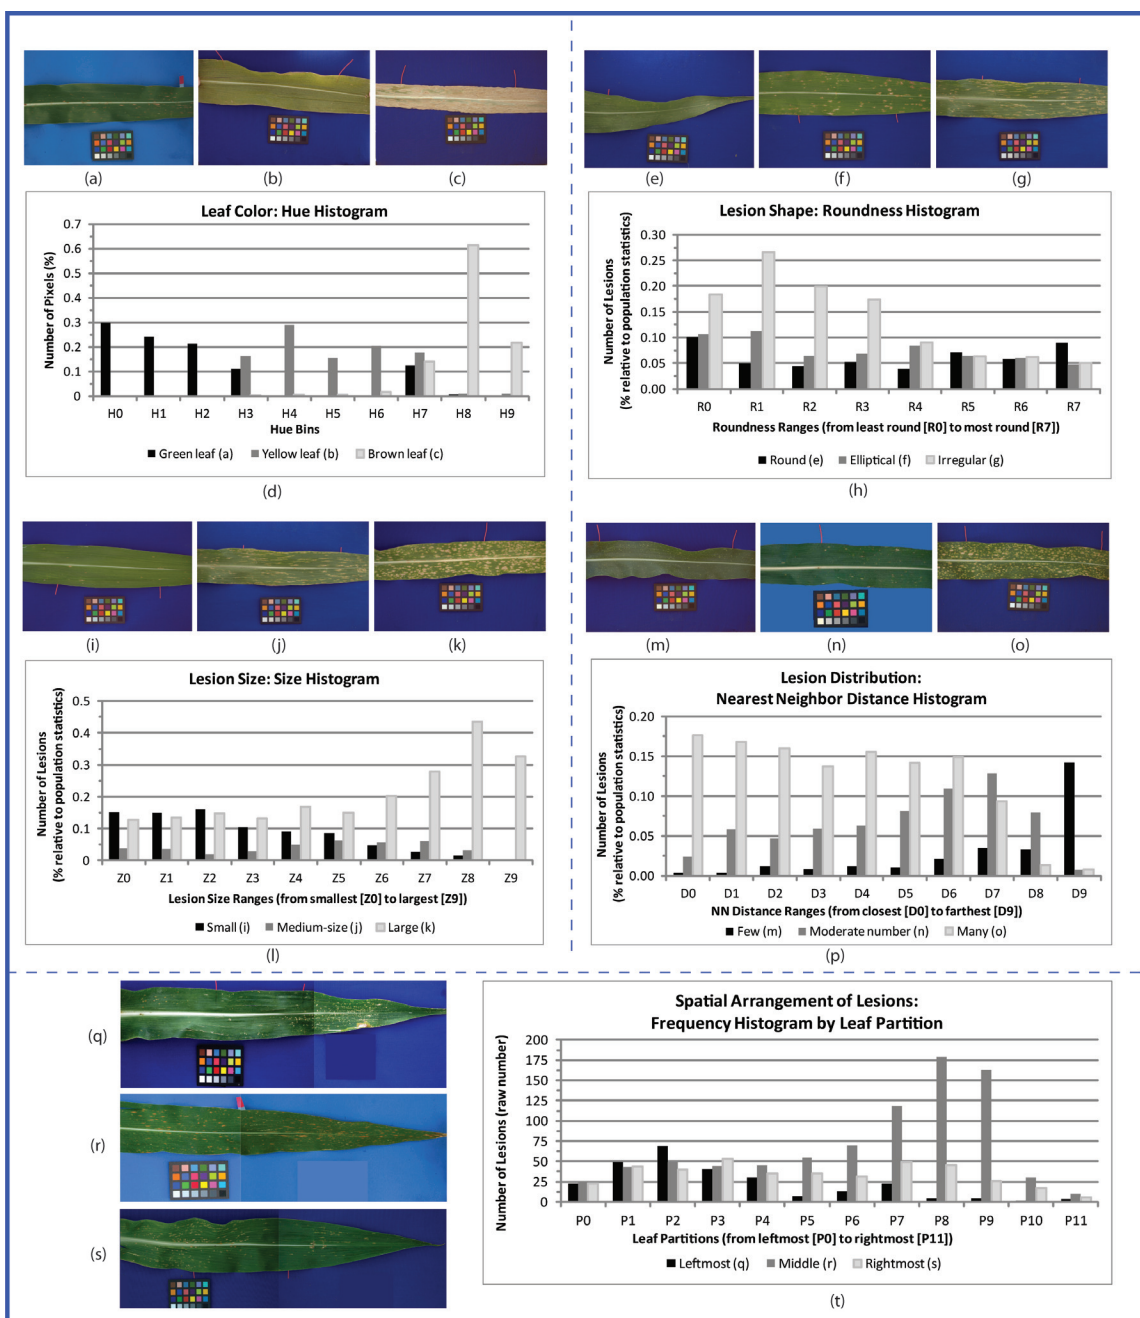 (a)
(b)
(c)
Leaf Color: Hue Histogram
Number of Pixels (%)
0.7
0.6
0.5
0.4
0.3
0.2
0.1
0
H0 H1 H2 H3 H4 H5 H6 H7 H8 H9
Hue Bins
Green leaf (a) Yellow leaf (b) Brown leaf (c)
(d)
(e)
(f)
(g)
Lesion Shape: Roundness Histogram
Number of Lesions
(% relative to population statistics)
0.30
0.25
0.20
0.15
0.10
0.05
0.00
R0 R1 R2 R3 R4 R5 R6 R7
Roundness Ranges (from least round [R0] to most round [R7])
Round (e) Elliptical (f) Irregular (g)
(h)
(i)
(j)
(k)
Lesion Size: Size Histogram
Number of Lesions
(% relative to population statistics)
0.5
0.4
0.3
0.2
0.1
0
Z0 Z1 Z2 Z3 Z4 Z5 Z6 Z7 Z8 Z9
Lesion Size Ranges (from smallest [Z0] to largest [Z9])
Small (i) Medium-size (j) Large (k)
(l)
(m)
(n)
(o)
Lesion Distribution:
Nearest Neighbor Distance Histogram
Number of Lesions
(% relative to population statistics)
0.20
0.15
0.10
0.05
0.00
D0 D1 D2 D3 D4 D5 D6 D7 D8 D9
NN Distance Ranges (from closest [D0] to farthest [D9])
Few (m) Moderate number (n) Many (o)
(p)
(q)
(r)
(s)
Spatial Arrangement of Lesions:
Frequency Histogram by Leaf Partition
Number of Lesions (raw number)
200
175
150
125
100
75
50
25
0
P0 P1 P2 P3 P4 P5 P6 P7 P8 P9 P10 P11
Leaf Partitions (from leftmost [P0] to rightmost [P11])
Leftmost (q) Middle (r) Rightmost (s)
(t)